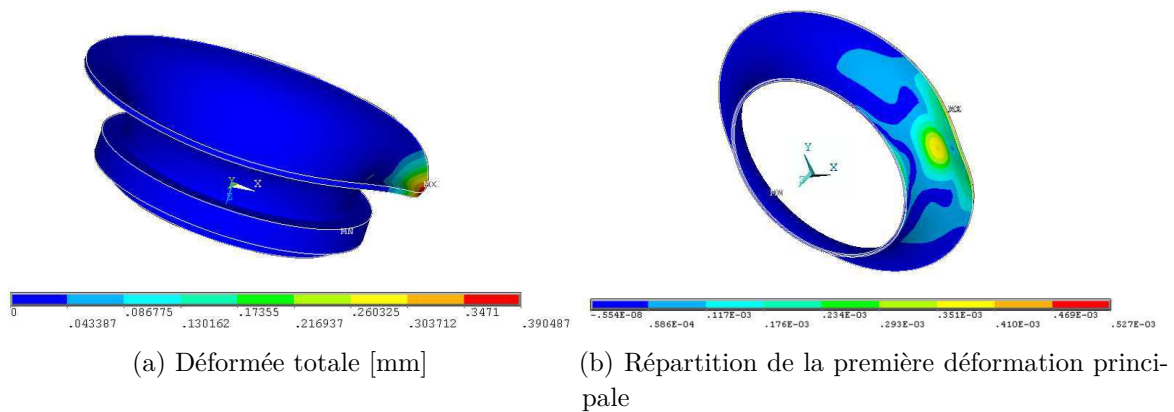 Y
X
Z
MX
MN
0
.043387
.086775
.130162
.17355
.216937
.260325
.303712
.3471
.390487
(a) Déformée totale [mm]
Y
X
Z
MX
MN
-.554E-08
.586E-04
.117E-03
.176E-03
.234E-03
.293E-03
.351E-03
.410E-03
.469E-03
.527E-03
(b) Répartition de la première déformation princi-
pale